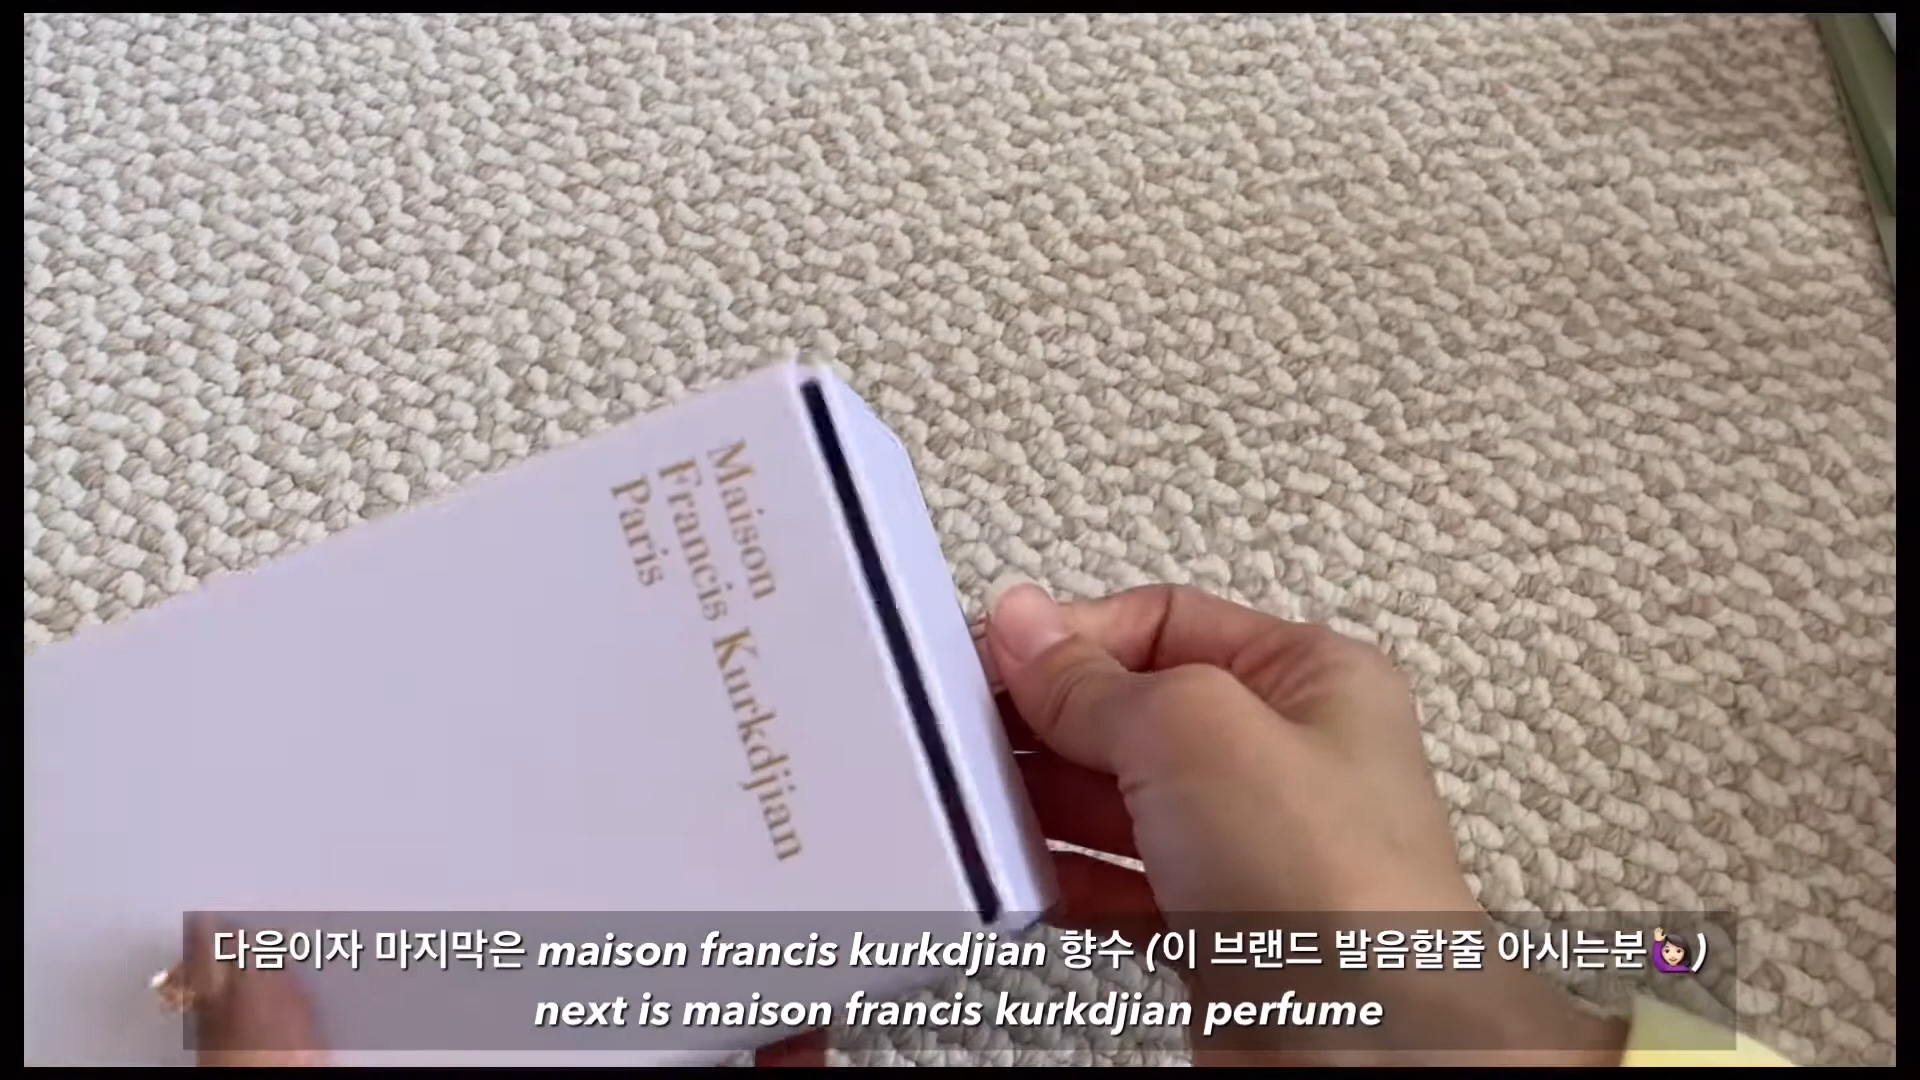 Maison
Francis Kurkdjian
Paris
다음이자 마지막은 maison francis kurkdjian 향수 (이 브랜드 발음할줄 아시는분🙋🏻‍♀️)
next is maison francis kurkdjian perfume